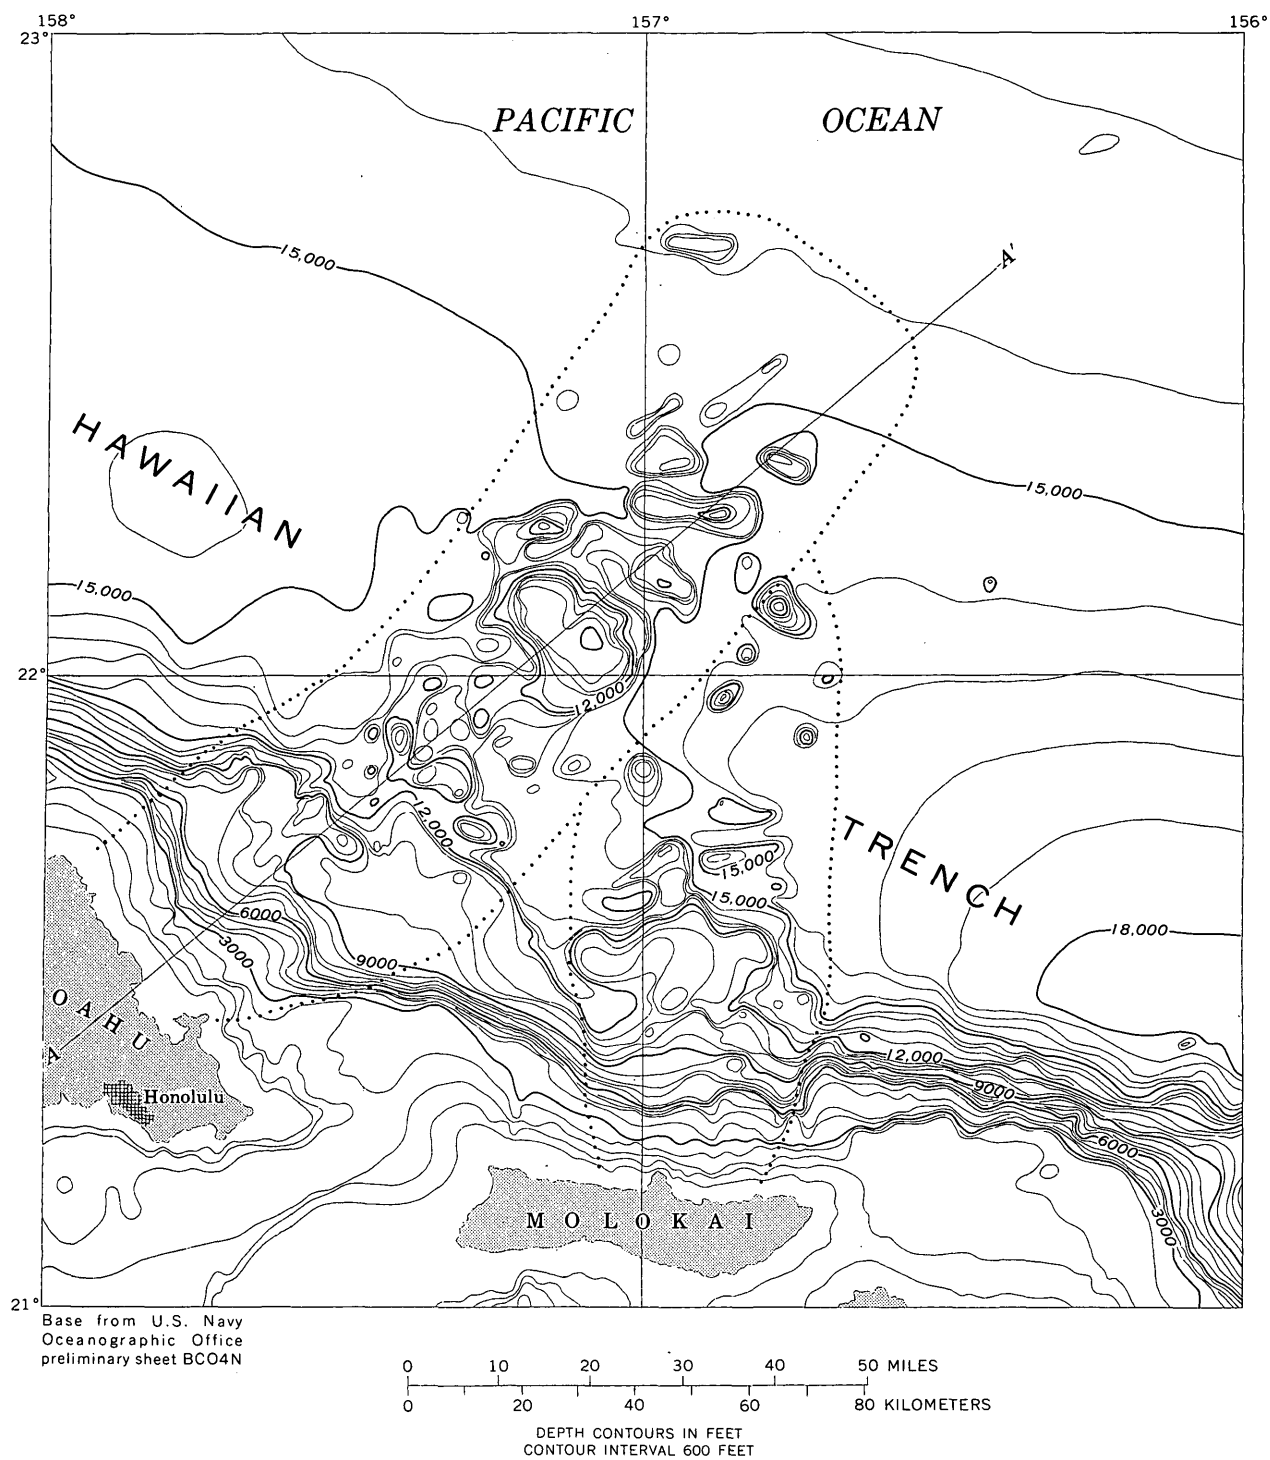 158° 157° 156°
23°
PACIFIC OCEAN
A'
15,000
HAWAIIAN
15,000
15,000
22°
12,000
12,000
TRENCH
15,000
15,000
18,000
6000
3000
9000
OAHU
A
12,000
9000
Honolulu
6000
MOLOKAI
3000
21°
Base from U.S. Navy
Oceanographic Office
preliminary sheet BC04N
0 10 20 30 40 50 MILES
0 20 40 60 80 KILOMETERS
DEPTH CONTOURS IN FEET
CONTOUR INTERVAL 600 FEET